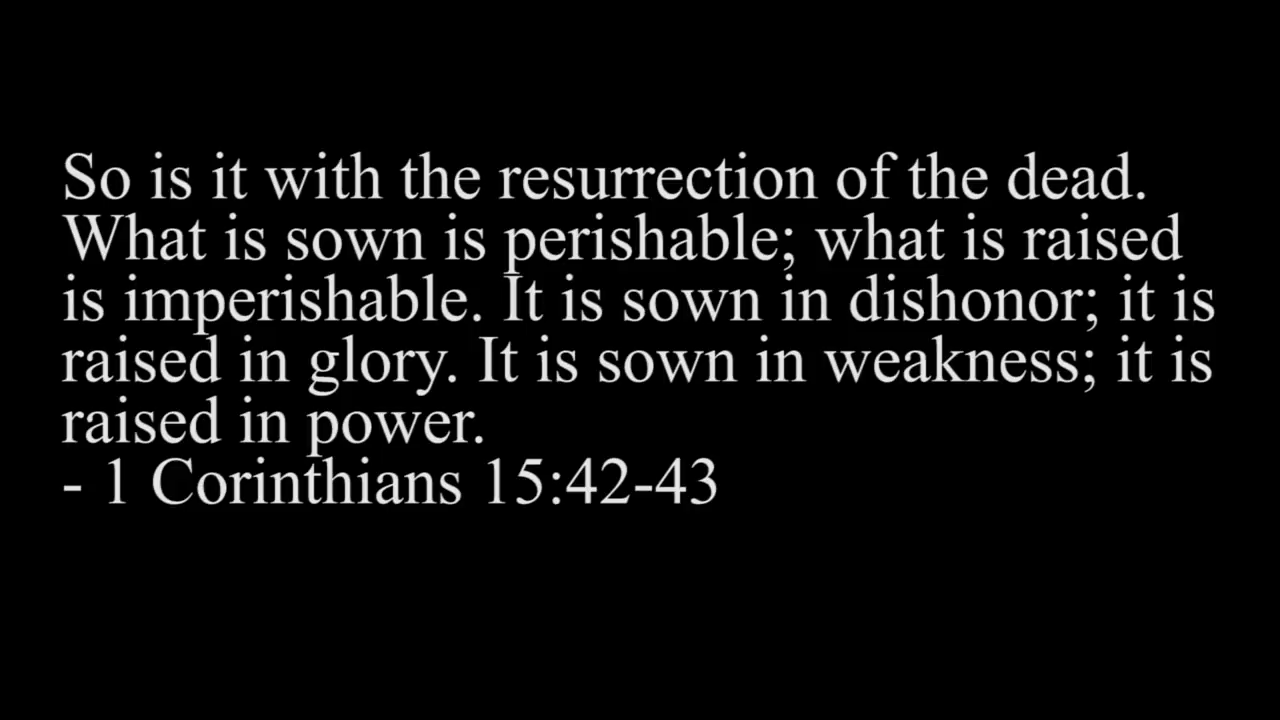 So is it with the resurrection of the dead.
What is sown is perishable; what is raised
is imperishable. It is sown in dishonor; it is
raised in glory. It is sown in weakness; it is
raised in power.
- 1 Corinthians 15:42-43